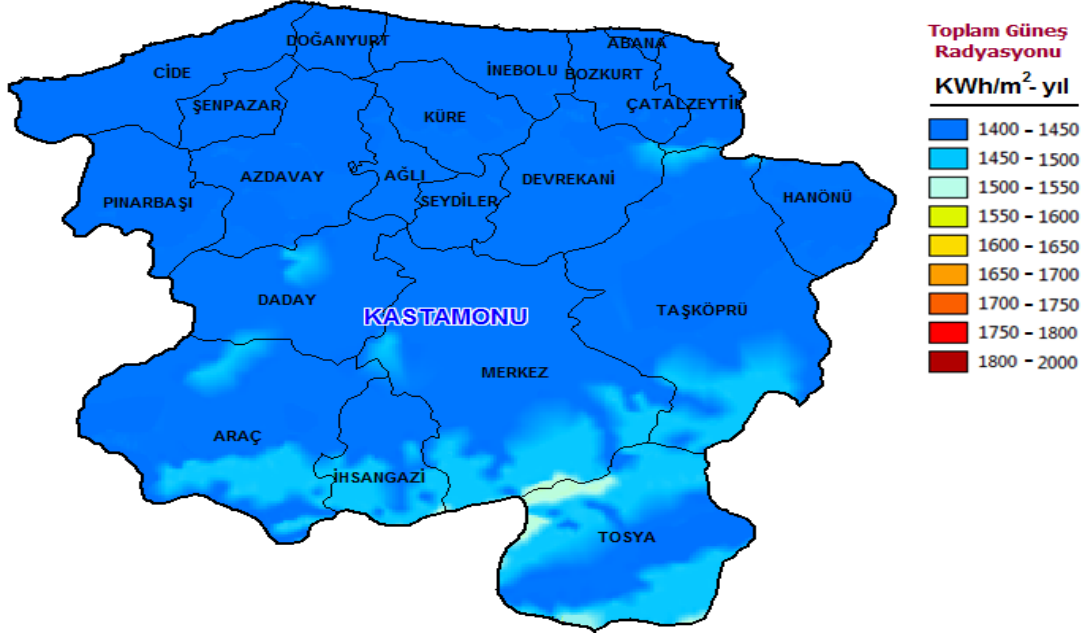 DOĞANYURT
ABANA
CİDE
İNEBOLU
BOZKURT
ŞENPAZAR
ÇATALZEYTİN
KÜRE
AZDAVAY
AĞLI
DEVREKANİ
PINARBAŞI
SEYDİLER
HANÖNÜ
DADAY
KASTAMONU
TAŞKÖPRÜ
MERKEZ
ARAÇ
İHSANGAZİ
TOSYA
Toplam Güneş
Radyasyonu
KWh/m²- yıl
1400 - 1450
1450 - 1500
1500 - 1550
1550 - 1600
1600 - 1650
1650 - 1700
1700 - 1750
1750 - 1800
1800 - 2000